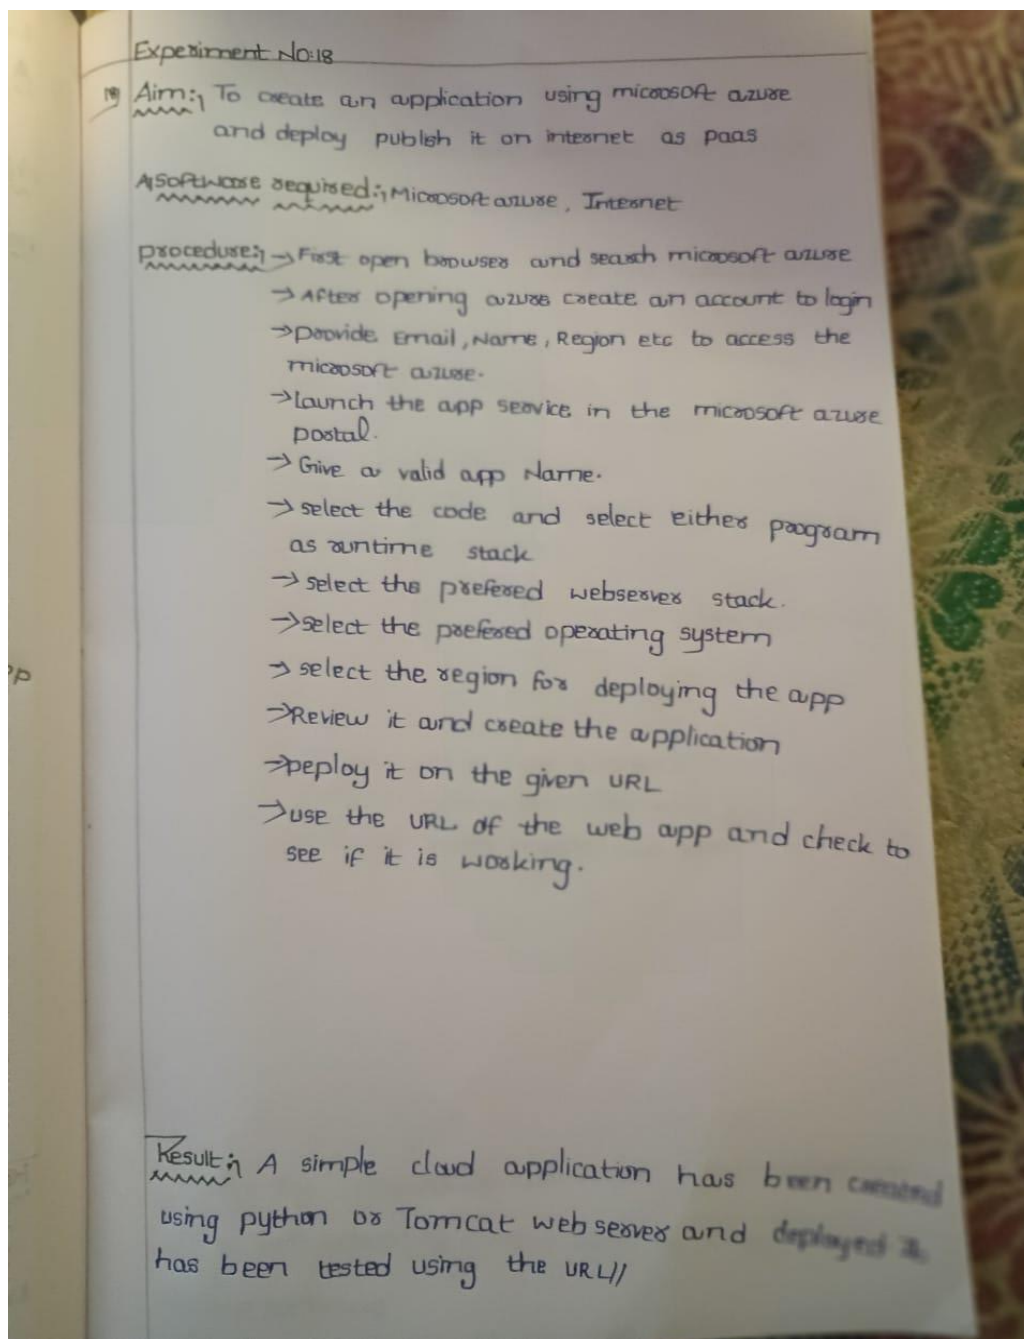 Experiment No:18
18) Aim:, To create an application using microsoft azure
and deploy publsh it on internet as paas
A) Software required:, Microsoft azure, Internet
procedure:, → First open browser and search microsoft azure
→ After opening azure create an account to login
→ provide Email, Name, Region etc to access the
microsoft azure.
→ Launch the app service in the microsoft azure
portal.
→ Give a valid app Name.
→ select the code and select either program
as runtime stack
→ select the prefered webserver stack.
→ select the prefered operating system
→ select the region for deploying the app
→ Review it and create the application
→ Deploy it on the given URL
→ use the URL of the web app and check to
see if it is working.
pp
Result:, A simple cloud application has been created
using python or Tomcat web server and deployed
has been tested using the URL//